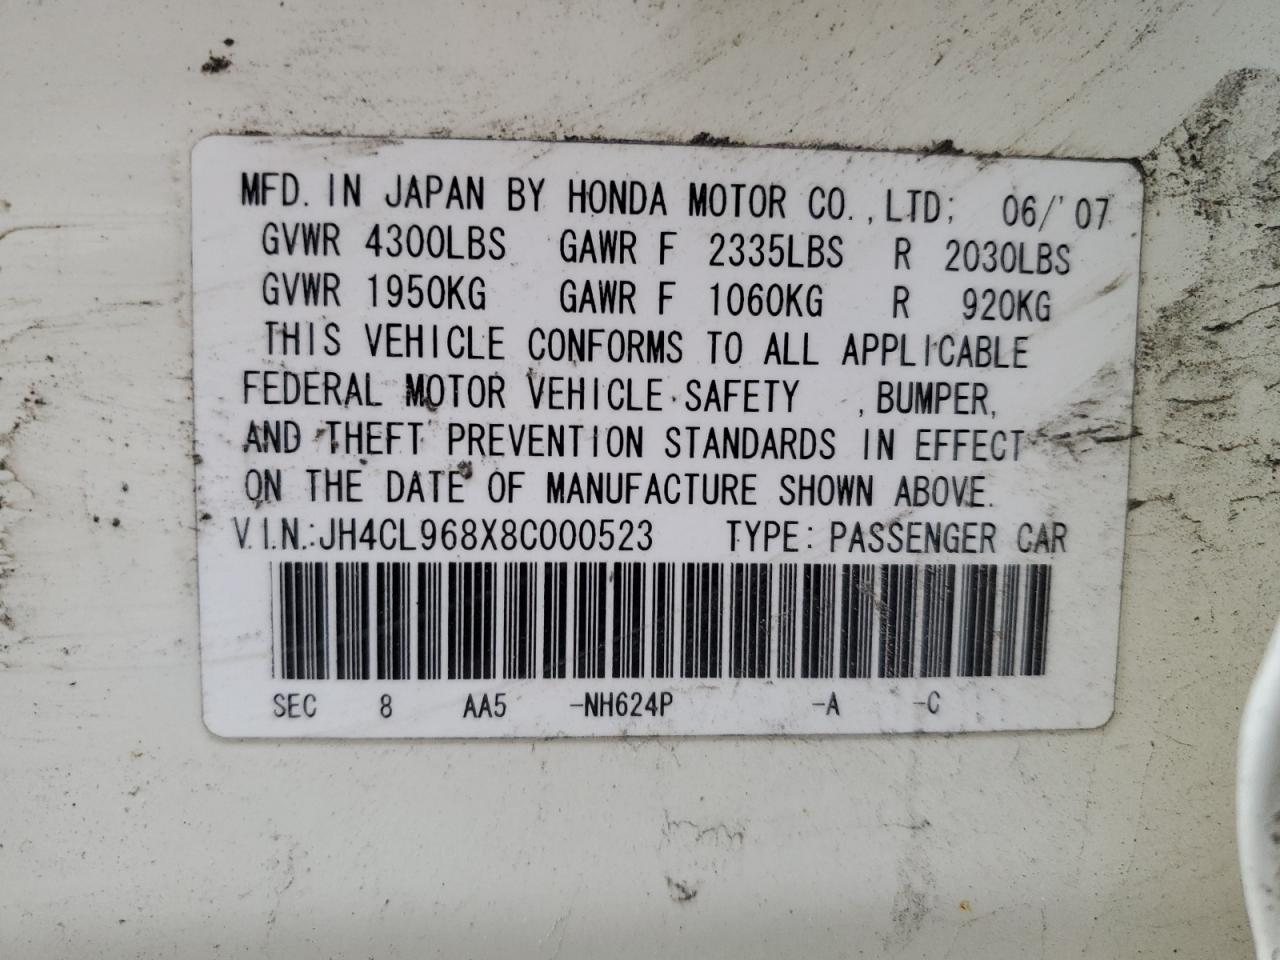 MFD. IN JAPAN BY HONDA MOTOR CO.,LTD; 06/'07
GVWR 4300LBS GAWR F 2335LBS R 2030LBS
GVWR 1950KG GAWR F 1060KG R 920KG
THIS VEHICLE CONFORMS TO ALL APPLICABLE
FEDERAL MOTOR VEHICLE SAFETY , BUMPER,
AND THEFT PREVENTION STANDARDS IN EFFECT
ON THE DATE OF MANUFACTURE SHOWN ABOVE.
V.I.N.:JH4CL968X8C000523 TYPE: PASSENGER CAR
SEC 8 AA5 -NH624P -A -C